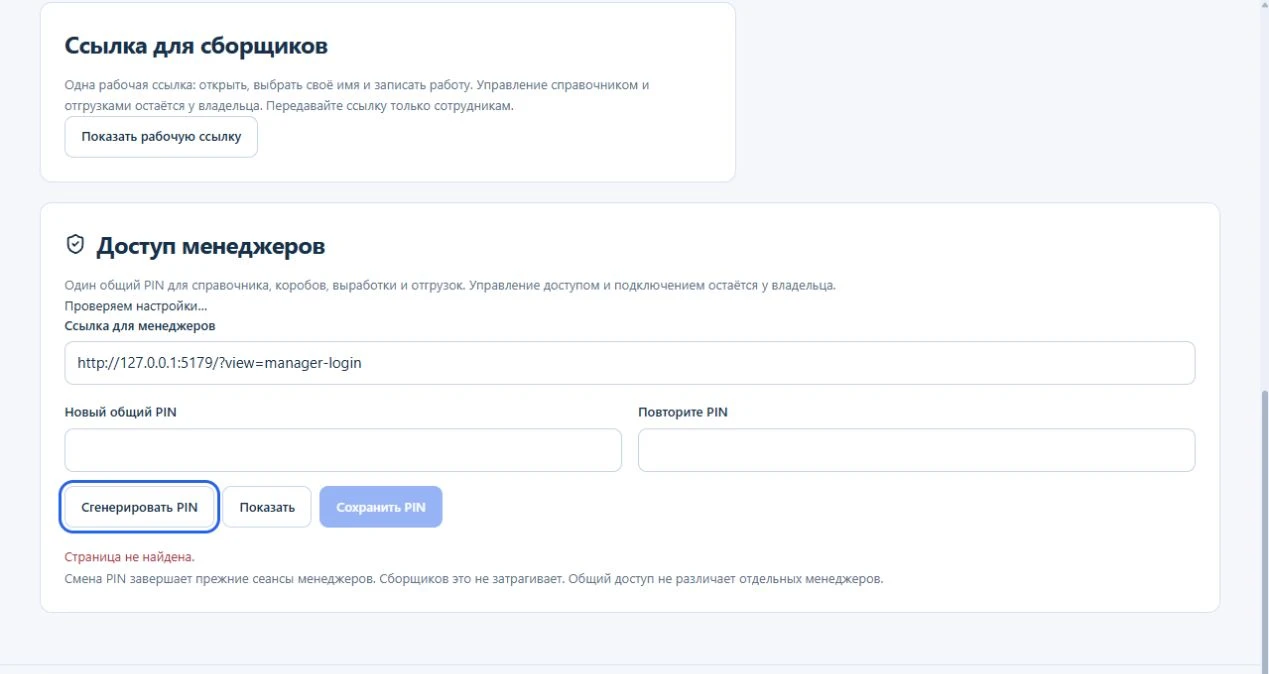 Ссылка для сборщиков
Одна рабочая ссылка: открыть, выбрать своё имя и записать работу. Управление справочником и
отгрузками остаётся у владельца. Передавайте ссылку только сотрудникам.
Показать рабочую ссылку
Доступ менеджеров
Один общий PIN для справочника, коробов, выработки и отгрузок. Управление доступом и подключением остаётся у владельца.
Проверяем настройки...
Ссылка для менеджеров
http://127.0.0.1:5179/?view=manager-login
Новый общий PIN
Повторите PIN
Сгенерировать PIN
Показать
Сохранить PIN
Страница не найдена.
Смена PIN завершает прежние сеансы менеджеров. Сборщиков это не затрагивает. Общий доступ не различает отдельных менеджеров.